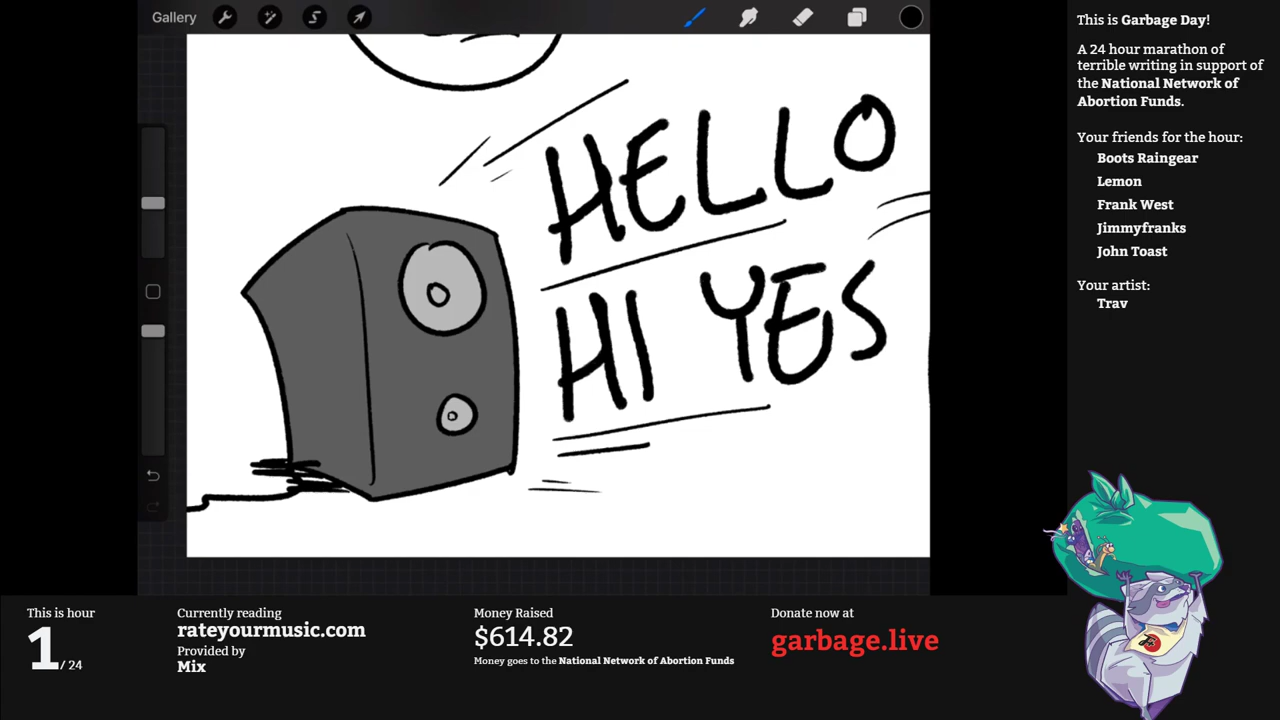 Gallery
HELLO
HI YES
This is Garbage Day!
A 24 hour marathon of
terrible writing in support of
the National Network of
Abortion Funds.
Your friends for the hour:
Boots Raingear
Lemon
Frank West
Jimmyfranks
John Toast
Your artist:
Trav
This is hour
1 / 24
Currently reading
rateyourmusic.com
Provided by
Mix
Money Raised
$614.82
Money goes to the National Network of Abortion Funds
Donate now at
garbage.live